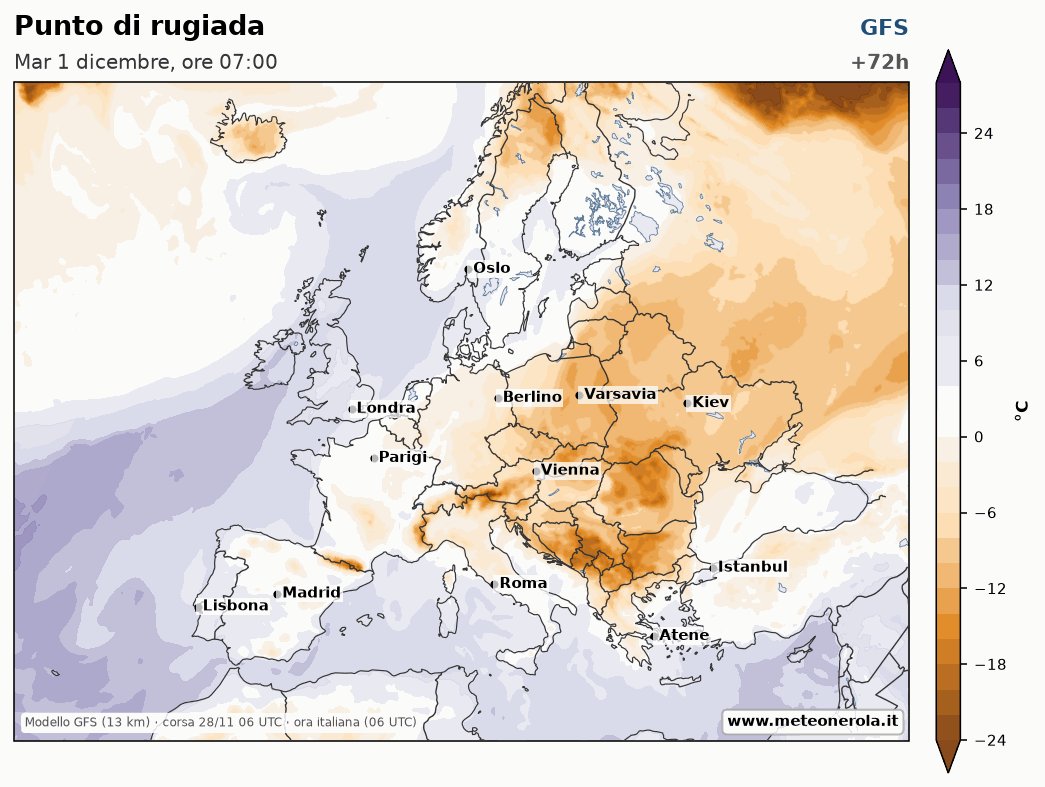 Punto di rugiada
GFS
Mar 1 dicembre, ore 07:00
+72h
Oslo
Londra
Berlino
Varsavia
Kiev
Parigi
Vienna
Lisbona
Madrid
Roma
Istanbul
Atene
Modello GFS (13 km) · corsa 28/11 06 UTC · ora italiana (06 UTC)
www.meteonerola.it
24
18
12
6
0
−6
−12
−18
−24
°C